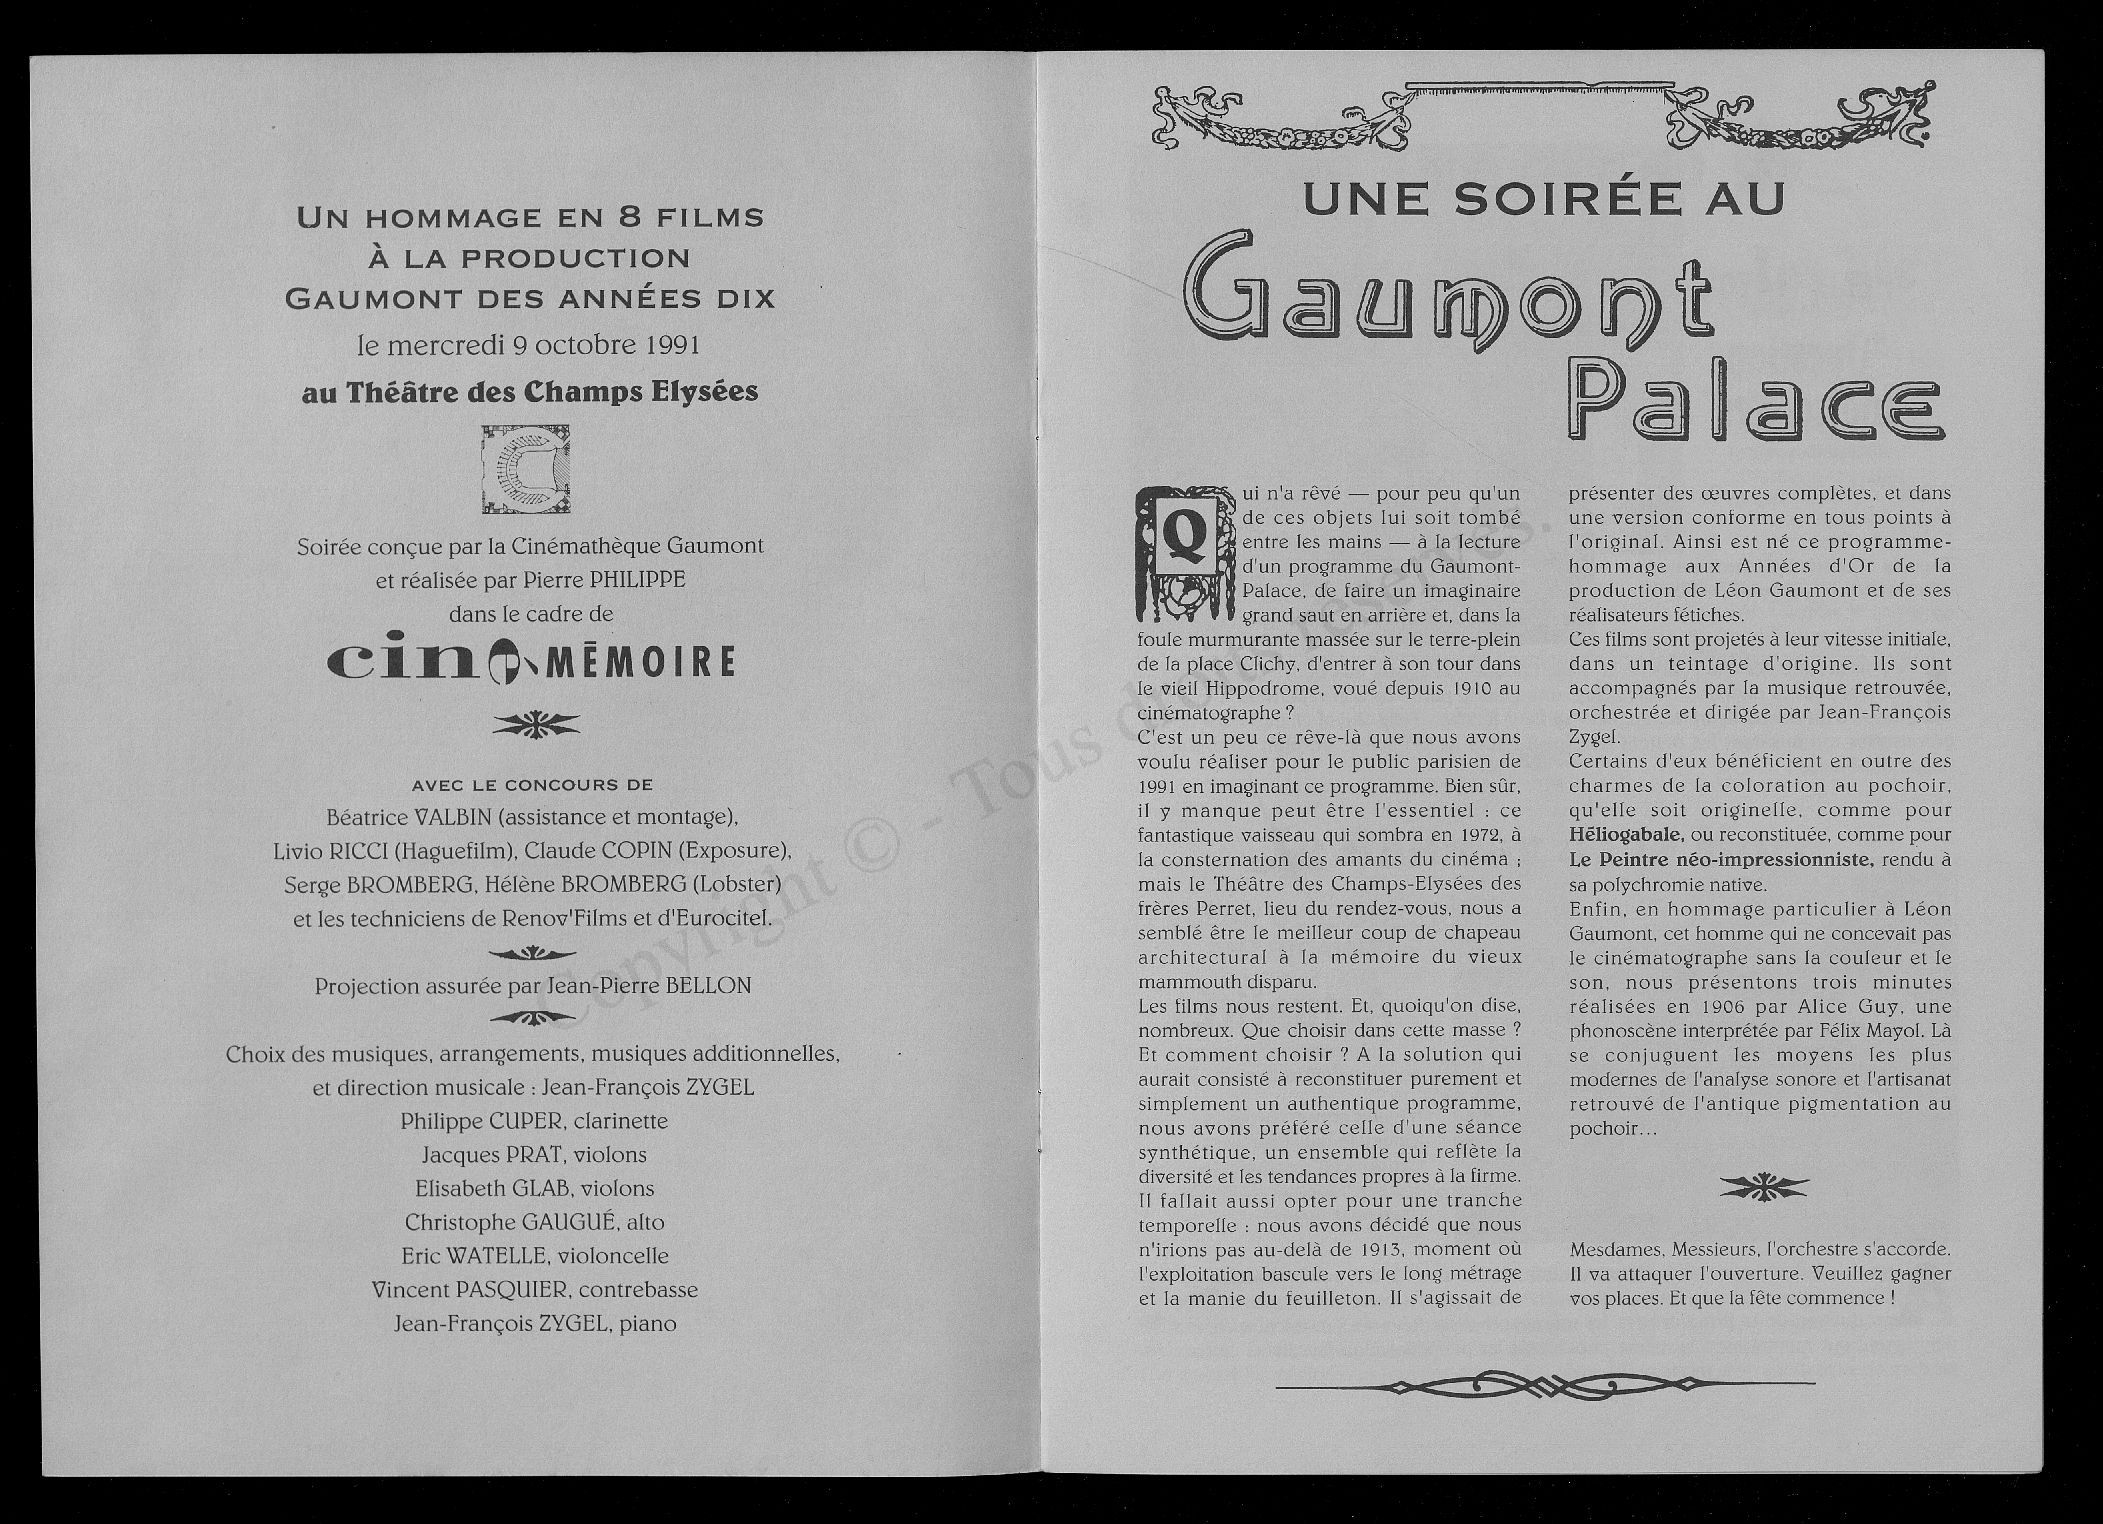 UN HOMMAGE EN 8 FILMS
À LA PRODUCTION
GAUMONT DES ANNÉES DIX
le mercredi 9 octobre 1991
au Théâtre des Champs Elysées
Soirée conçue par la Cinémathèque Gaumont
et réalisée par Pierre PHILIPPE
dans le cadre de
cinéMÉMOIRE
AVEC LE CONCOURS DE
Béatrice VALBIN (assistance et montage),
Livio RICCI (Haguefilm), Claude COPIN (Exposure),
Serge BROMBERG, Hélène BROMBERG (Lobster)
et les techniciens de Renov'Films et d'Eurocitel.
Projection assurée par Jean-Pierre BELLON
Choix des musiques, arrangements, musiques additionnelles,
et direction musicale : Jean-François ZYGEL
Philippe CUPER, clarinette
Jacques PRAT, violons
Elisabeth GLAB, violons
Christophe GAUGUÉ, alto
Eric WATELLE, violoncelle
Vincent PASQUIER, contrebasse
Jean-François ZYGEL, piano
UNE SOIRÉE AU
Gaumont
Palace
Qui n'a rêvé — pour peu qu'un
de ces objets lui soit tombé
entre les mains — à la lecture
d'un programme du Gaumont-
Palace, de faire un imaginaire
grand saut en arrière et, dans la
foule murmurante massée sur le terre-plein
de la place Clichy, d'entrer à son tour dans
le vieil Hippodrome, voué depuis 1910 au
cinématographe ?
C'est un peu ce rêve-là que nous avons
voulu réaliser pour le public parisien de
1991 en imaginant ce programme. Bien sûr,
il y manque peut être l'essentiel : ce
fantastique vaisseau qui sombra en 1972, à
la consternation des amants du cinéma ;
mais le Théâtre des Champs-Elysées des
frères Perret, lieu du rendez-vous, nous a
semblé être le meilleur coup de chapeau
architectural à la mémoire du vieux
mammouth disparu.
Les films nous restent. Et, quoiqu'on dise,
nombreux. Que choisir dans cette masse ?
Et comment choisir ? A la solution qui
aurait consisté à reconstituer purement et
simplement un authentique programme,
nous avons préféré celle d'une séance
synthétique, un ensemble qui reflète la
diversité et les tendances propres à la firme.
Il fallait aussi opter pour une tranche
temporelle : nous avons décidé que nous
n'irions pas au-delà de 1913, moment où
l'exploitation bascule vers le long métrage
et la manie du feuilleton. Il s'agissait de
présenter des œuvres complètes, et dans
une version conforme en tous points à
l'original. Ainsi est né ce programme-
hommage aux Années d'Or de la
production de Léon Gaumont et de ses
réalisateurs fétiches.
Ces films sont projetés à leur vitesse initiale,
dans un teintage d'origine. Ils sont
accompagnés par la musique retrouvée,
orchestrée et dirigée par Jean-François
Zygel.
Certains d'eux bénéficient en outre des
charmes de la coloration au pochoir,
qu'elle soit originelle, comme pour
Héliogabale, ou reconstituée, comme pour
Le Peintre néo-impressionniste, rendu à
sa polychromie native.
Enfin, en hommage particulier à Léon
Gaumont, cet homme qui ne concevait pas
le cinématographe sans la couleur et le
son, nous présentons trois minutes
réalisées en 1906 par Alice Guy, une
phonoscène interprétée par Félix Mayol. Là
se conjuguent les moyens les plus
modernes de l'analyse sonore et l'artisanat
retrouvé de l'antique pigmentation au
pochoir...
Mesdames, Messieurs, l'orchestre s'accorde.
Il va attaquer l'ouverture. Veuillez gagner
vos places. Et que la fête commence !
Copyright © - Tous droits réservés.